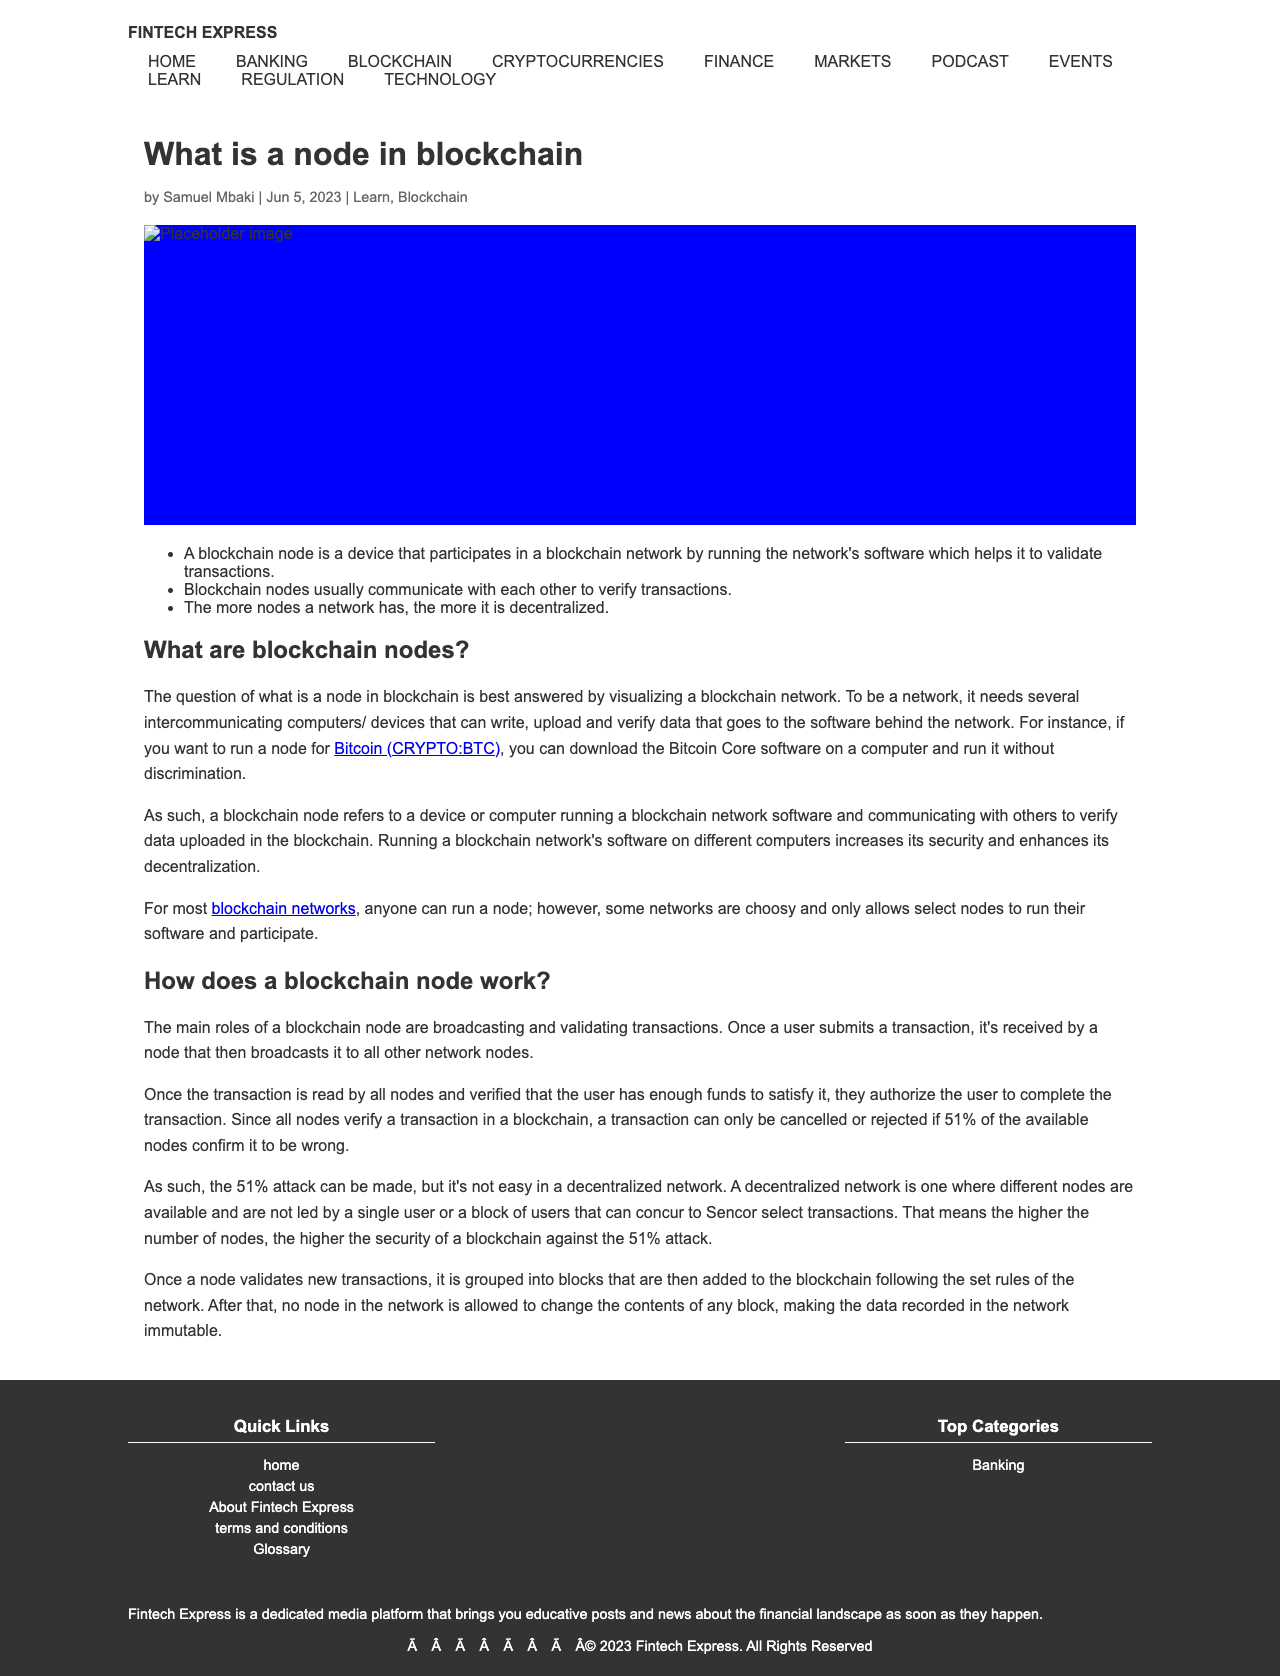 FINTECH EXPRESS
HOME BANKING BLOCKCHAIN CRYPTOCURRENCIES FINANCE MARKETS PODCAST EVENTS
LEARN REGULATION TECHNOLOGY
What is a node in blockchain
by Samuel Mbaki | Jun 5, 2023 | Learn, Blockchain
Placeholder image
• A blockchain node is a device that participates in a blockchain network by running the network's software which helps it to validate
transactions.
• Blockchain nodes usually communicate with each other to verify transactions.
• The more nodes a network has, the more it is decentralized.
What are blockchain nodes?
The question of what is a node in blockchain is best answered by visualizing a blockchain network. To be a network, it needs several
intercommunicating computers/ devices that can write, upload and verify data that goes to the software behind the network. For instance, if
you want to run a node for Bitcoin (CRYPTO:BTC), you can download the Bitcoin Core software on a computer and run it without
discrimination.
As such, a blockchain node refers to a device or computer running a blockchain network software and communicating with others to verify
data uploaded in the blockchain. Running a blockchain network's software on different computers increases its security and enhances its
decentralization.
For most blockchain networks, anyone can run a node; however, some networks are choosy and only allows select nodes to run their
software and participate.
How does a blockchain node work?
The main roles of a blockchain node are broadcasting and validating transactions. Once a user submits a transaction, it's received by a
node that then broadcasts it to all other network nodes.
Once the transaction is read by all nodes and verified that the user has enough funds to satisfy it, they authorize the user to complete the
transaction. Since all nodes verify a transaction in a blockchain, a transaction can only be cancelled or rejected if 51% of the available
nodes confirm it to be wrong.
As such, the 51% attack can be made, but it's not easy in a decentralized network. A decentralized network is one where different nodes are
available and are not led by a single user or a block of users that can concur to Sencor select transactions. That means the higher the
number of nodes, the higher the security of a blockchain against the 51% attack.
Once a node validates new transactions, it is grouped into blocks that are then added to the blockchain following the set rules of the
network. After that, no node in the network is allowed to change the contents of any block, making the data recorded in the network
immutable.
Quick Links
home
contact us
About Fintech Express
terms and conditions
Glossary
Top Categories
Banking
Fintech Express is a dedicated media platform that brings you educative posts and news about the financial landscape as soon as they happen.
Ã Â Ã Â Ã Â Ã Â© 2023 Fintech Express. All Rights Reserved